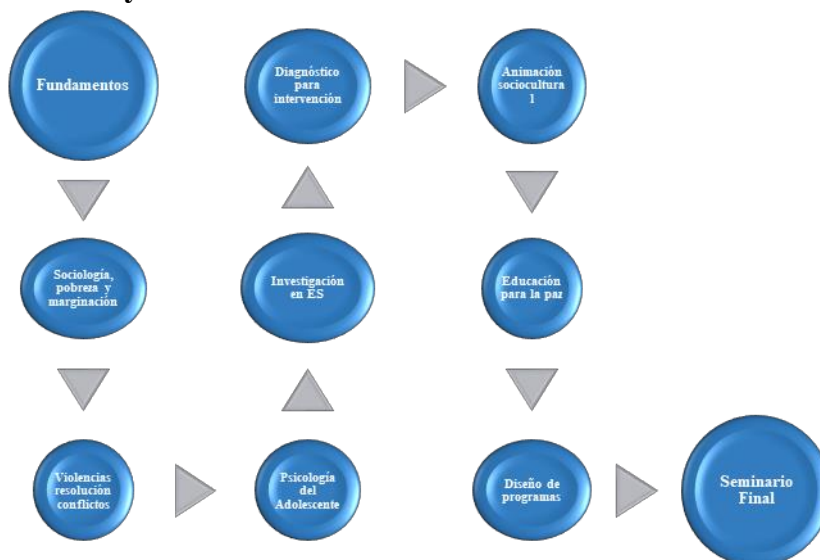 Fundamentos
Sociología,
pobreza y
marginación
Violencias
resolución
conflictos
Psicología
del
Adolescente
Investigación
en ES
Diagnóstico
para
intervención
Animación
sociocultura
l
Educación
para la paz
Diseño de
programas
Seminario
Final